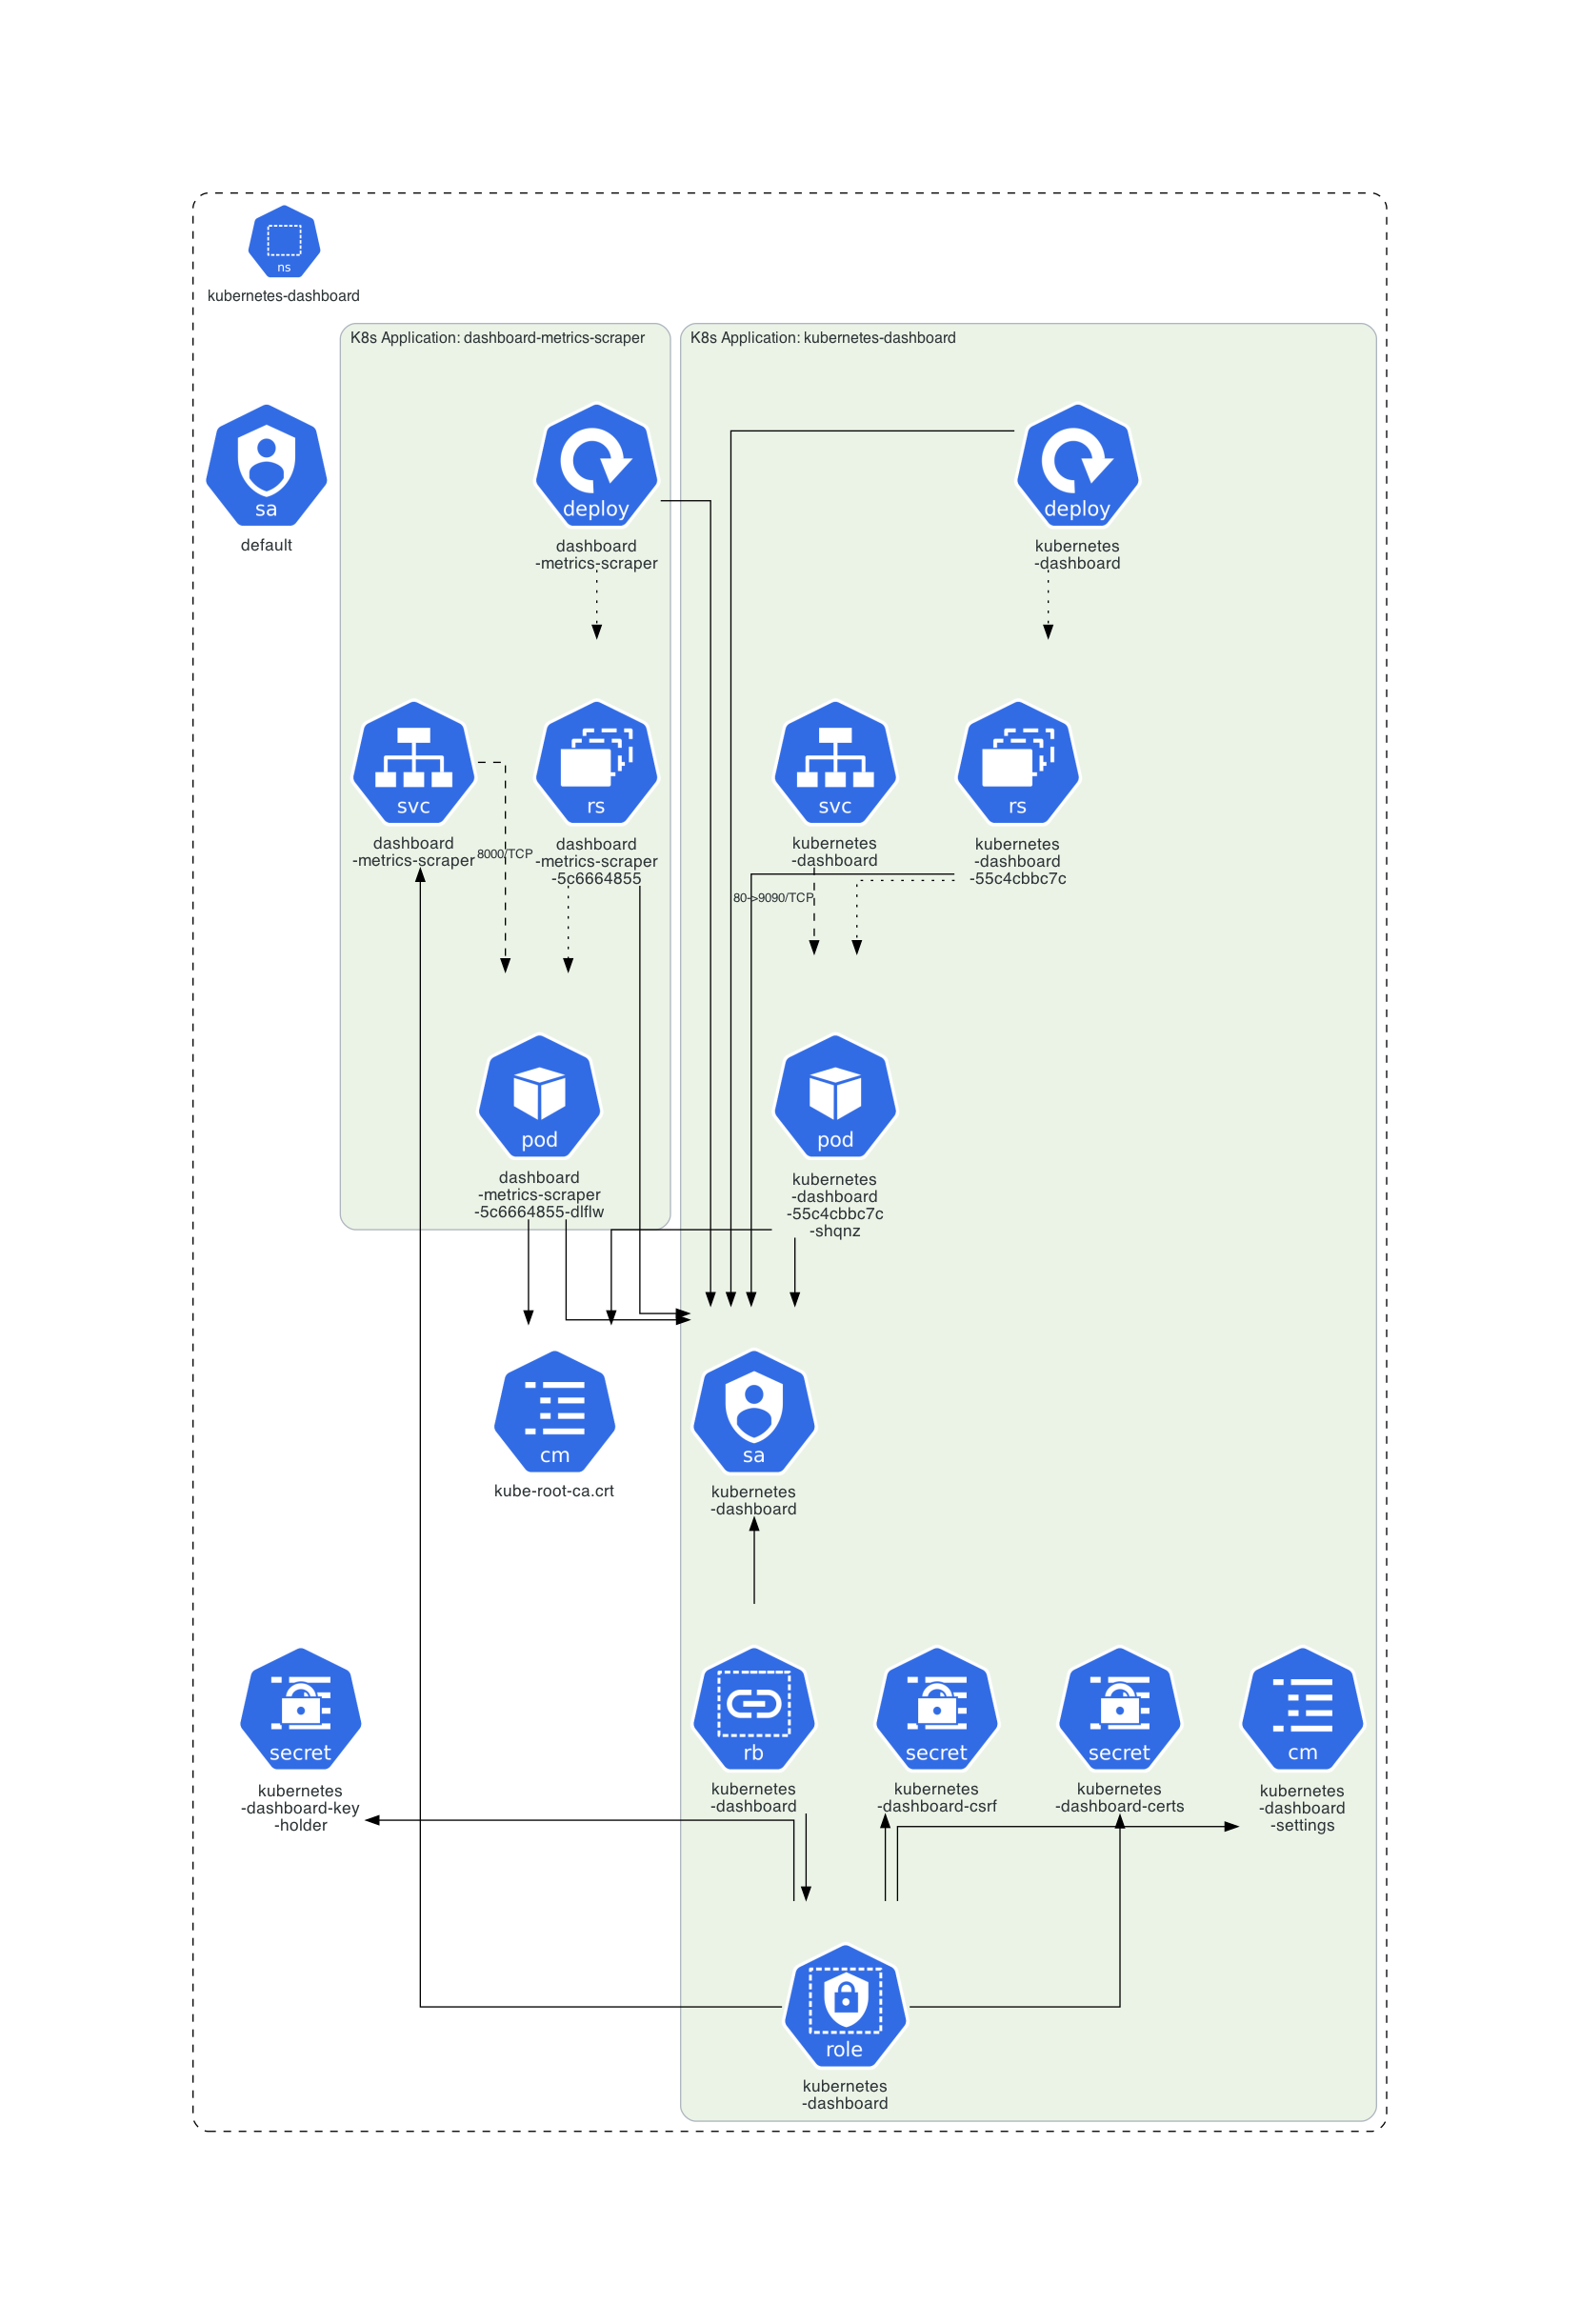 ns
kubernetes-dashboard
K8s Application: dashboard-metrics-scraper
K8s Application: kubernetes-dashboard
sa
default
deploy
dashboard
-metrics-scraper
deploy
kubernetes
-dashboard
svc
dashboard
-metrics-scraper
8000/TCP
rs
dashboard
-metrics-scraper
-5c6664855
svc
kubernetes
-dashboard
80->9090/TCP
rs
kubernetes
-dashboard
-55c4cbbc7c
pod
dashboard
-metrics-scraper
-5c6664855-dlflw
pod
kubernetes
-dashboard
-55c4cbbc7c
-shqnz
cm
kube-root-ca.crt
sa
kubernetes
-dashboard
secret
kubernetes
-dashboard-key
-holder
rb
kubernetes
-dashboard
secret
kubernetes
-dashboard-csrf
secret
kubernetes
-dashboard-certs
cm
kubernetes
-dashboard
-settings
role
kubernetes
-dashboard